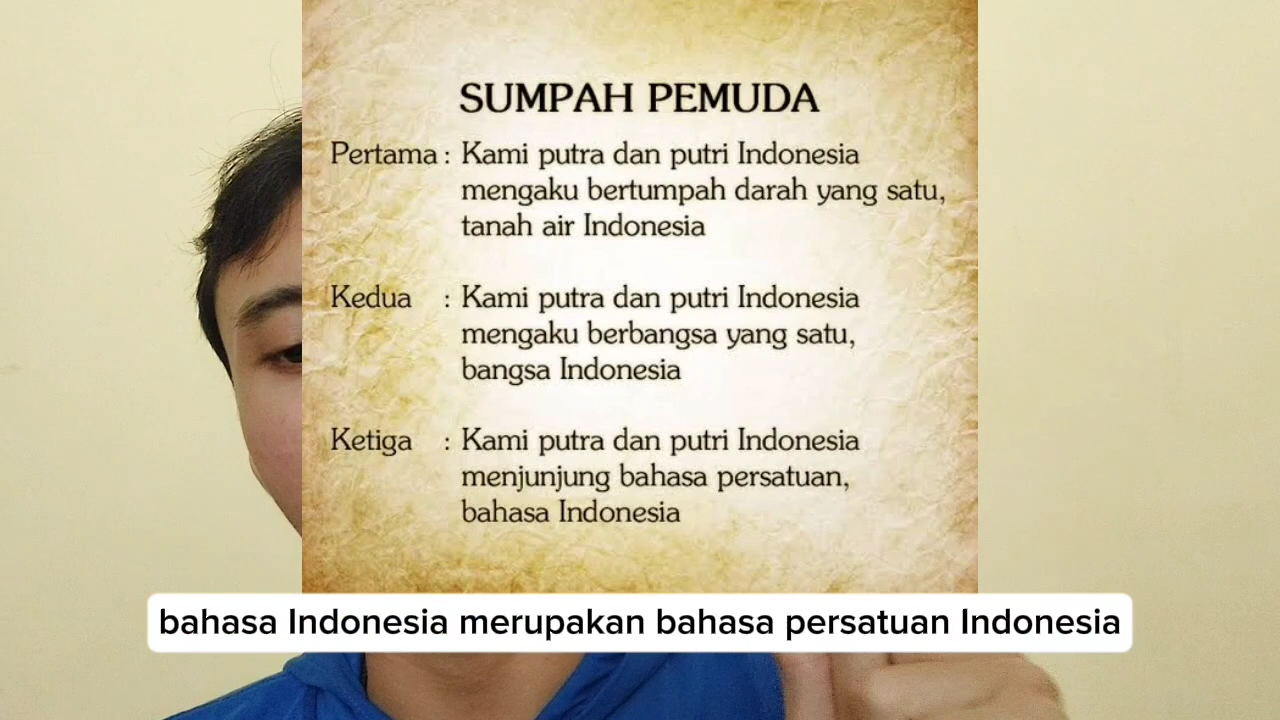 SUMPAH PEMUDA
Pertama : Kami putra dan putri Indonesia
mengaku bertumpah darah yang satu,
tanah air Indonesia
Kedua : Kami putra dan putri Indonesia
mengaku berbangsa yang satu,
bangsa Indonesia
Ketiga : Kami putra dan putri Indonesia
menjunjung bahasa persatuan,
bahasa Indonesia
bahasa Indonesia merupakan bahasa persatuan Indonesia